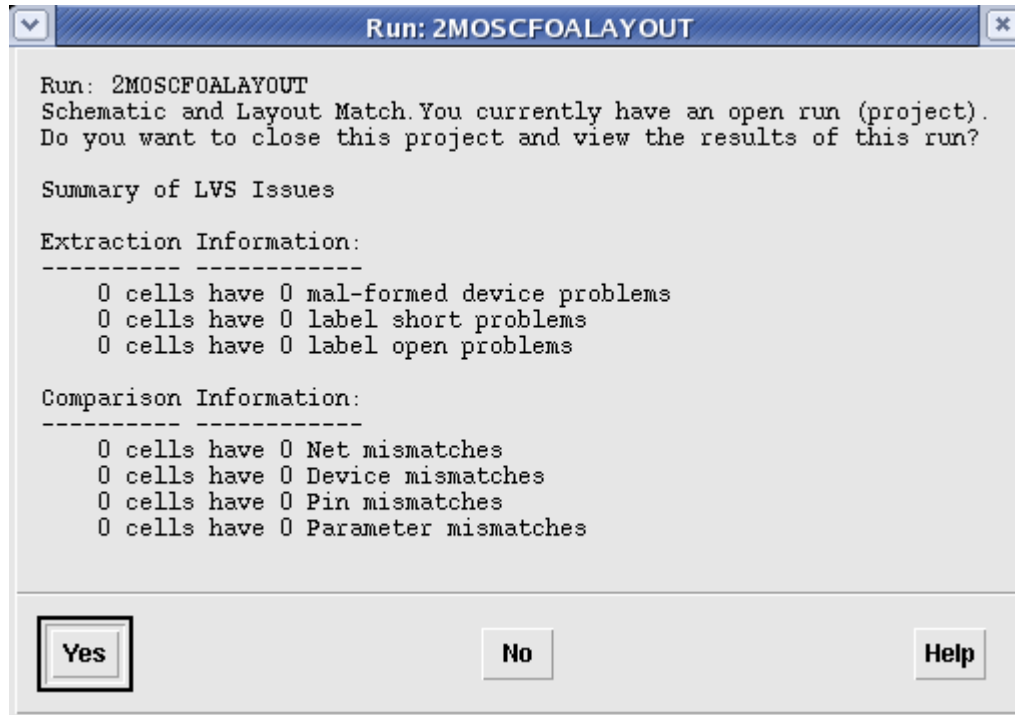 Run: 2MOSCFOALAYOUT
Run: 2MOSCFOALAYOUT
Schematic and Layout Match.You currently have an open run (project).
Do you want to close this project and view the results of this run?
Summary of LVS Issues
Extraction Information:
---------- ------------
0 cells have 0 mal-formed device problems
0 cells have 0 label short problems
0 cells have 0 label open problems
Comparison Information:
---------- ------------
0 cells have 0 Net mismatches
0 cells have 0 Device mismatches
0 cells have 0 Pin mismatches
0 cells have 0 Parameter mismatches
Yes No Help